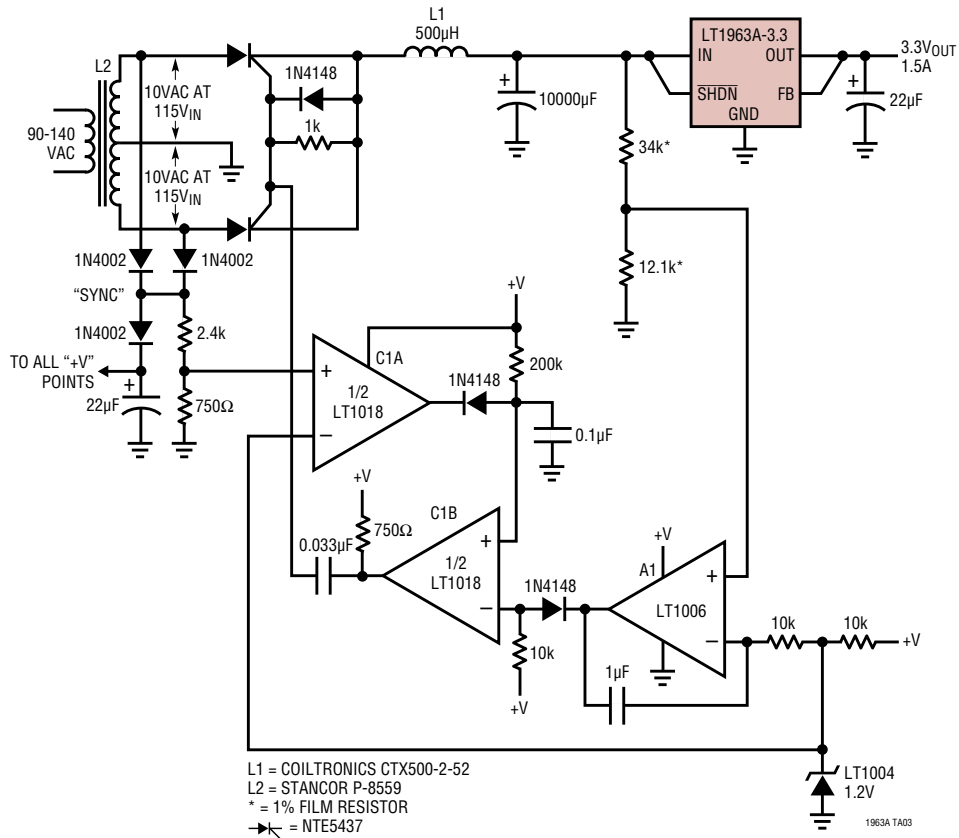 L1
500µH
LT1963A-3.3
IN
OUT
SHDN
FB
GND
3.3VOUT
1.5A
22µF
L2
10VAC AT
115VIN
1N4148
1k
10000µF
90-140
VAC
10VAC AT
115VIN
34k*
12.1k*
1N4002
1N4002
"SYNC"
1N4002
2.4k
TO ALL "+V"
POINTS
22µF
750Ω
+V
C1A
200k
1/2
LT1018
1N4148
0.1µF
+V
750Ω
0.033µF
C1B
1/2
LT1018
1N4148
10k
+V
+V
A1
LT1006
1µF
10k
10k
+V
LT1004
1.2V
L1 = COILTRONICS CTX500-2-52
L2 = STANCOR P-8559
* = 1% FILM RESISTOR
= NTE5437
1963A TA03